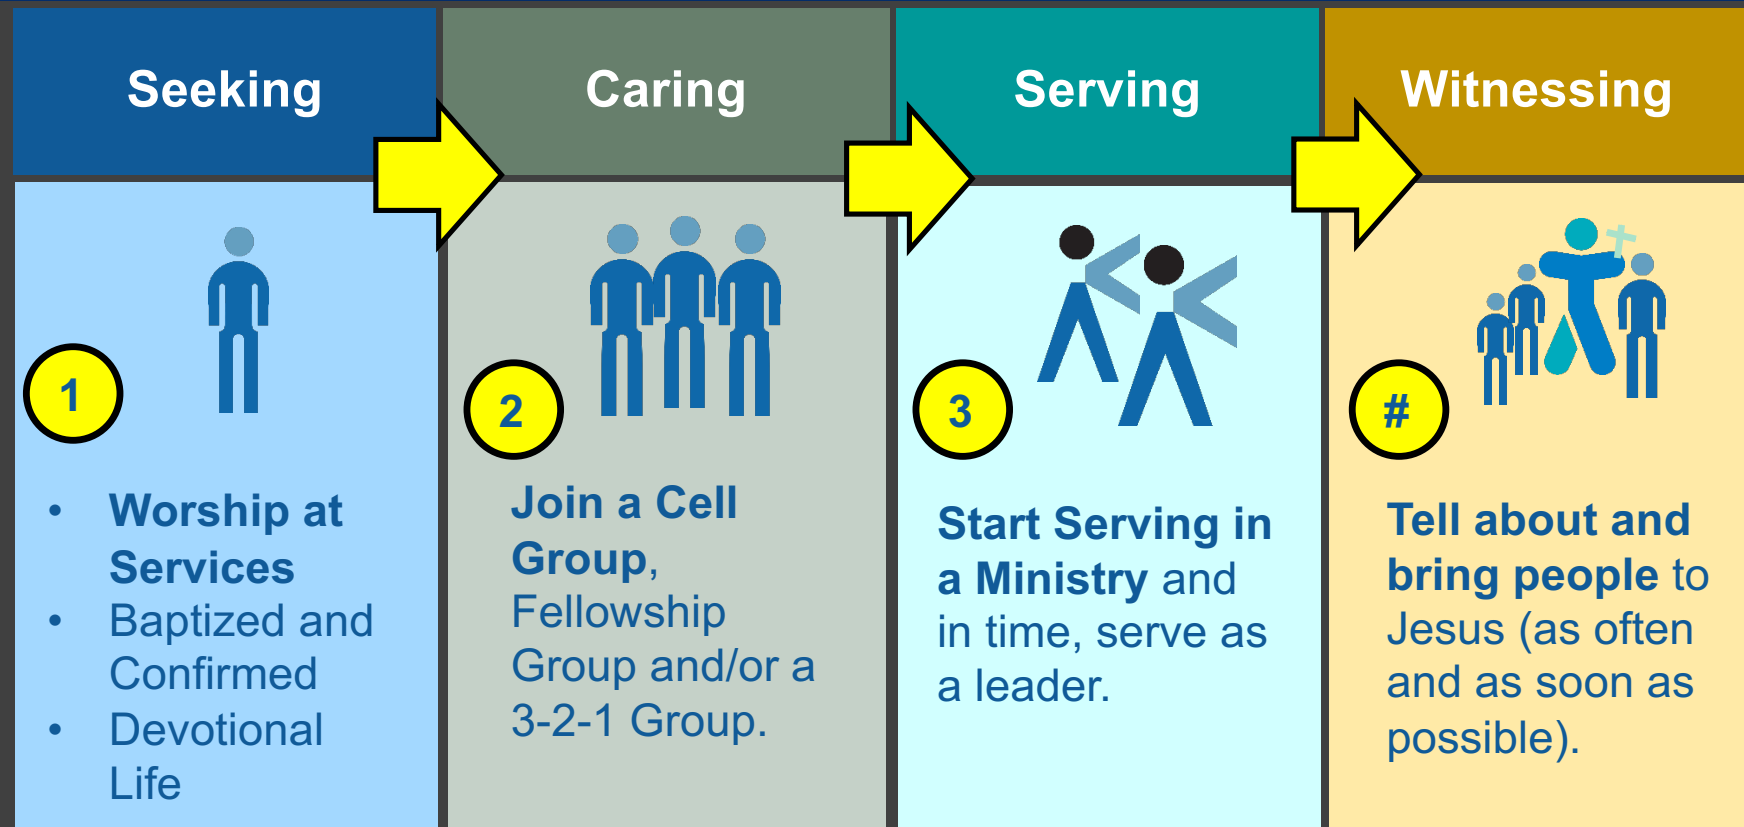 Seeking
Caring
Serving
Witnessing
1
• Worship at
Services
• Baptized and
Confirmed
• Devotional
Life
2
Join a Cell
Group,
Fellowship
Group and/or a
3-2-1 Group.
3
Start Serving in
a Ministry and
in time, serve as
a leader.
#
Tell about and
bring people to
Jesus (as often
and as soon as
possible).